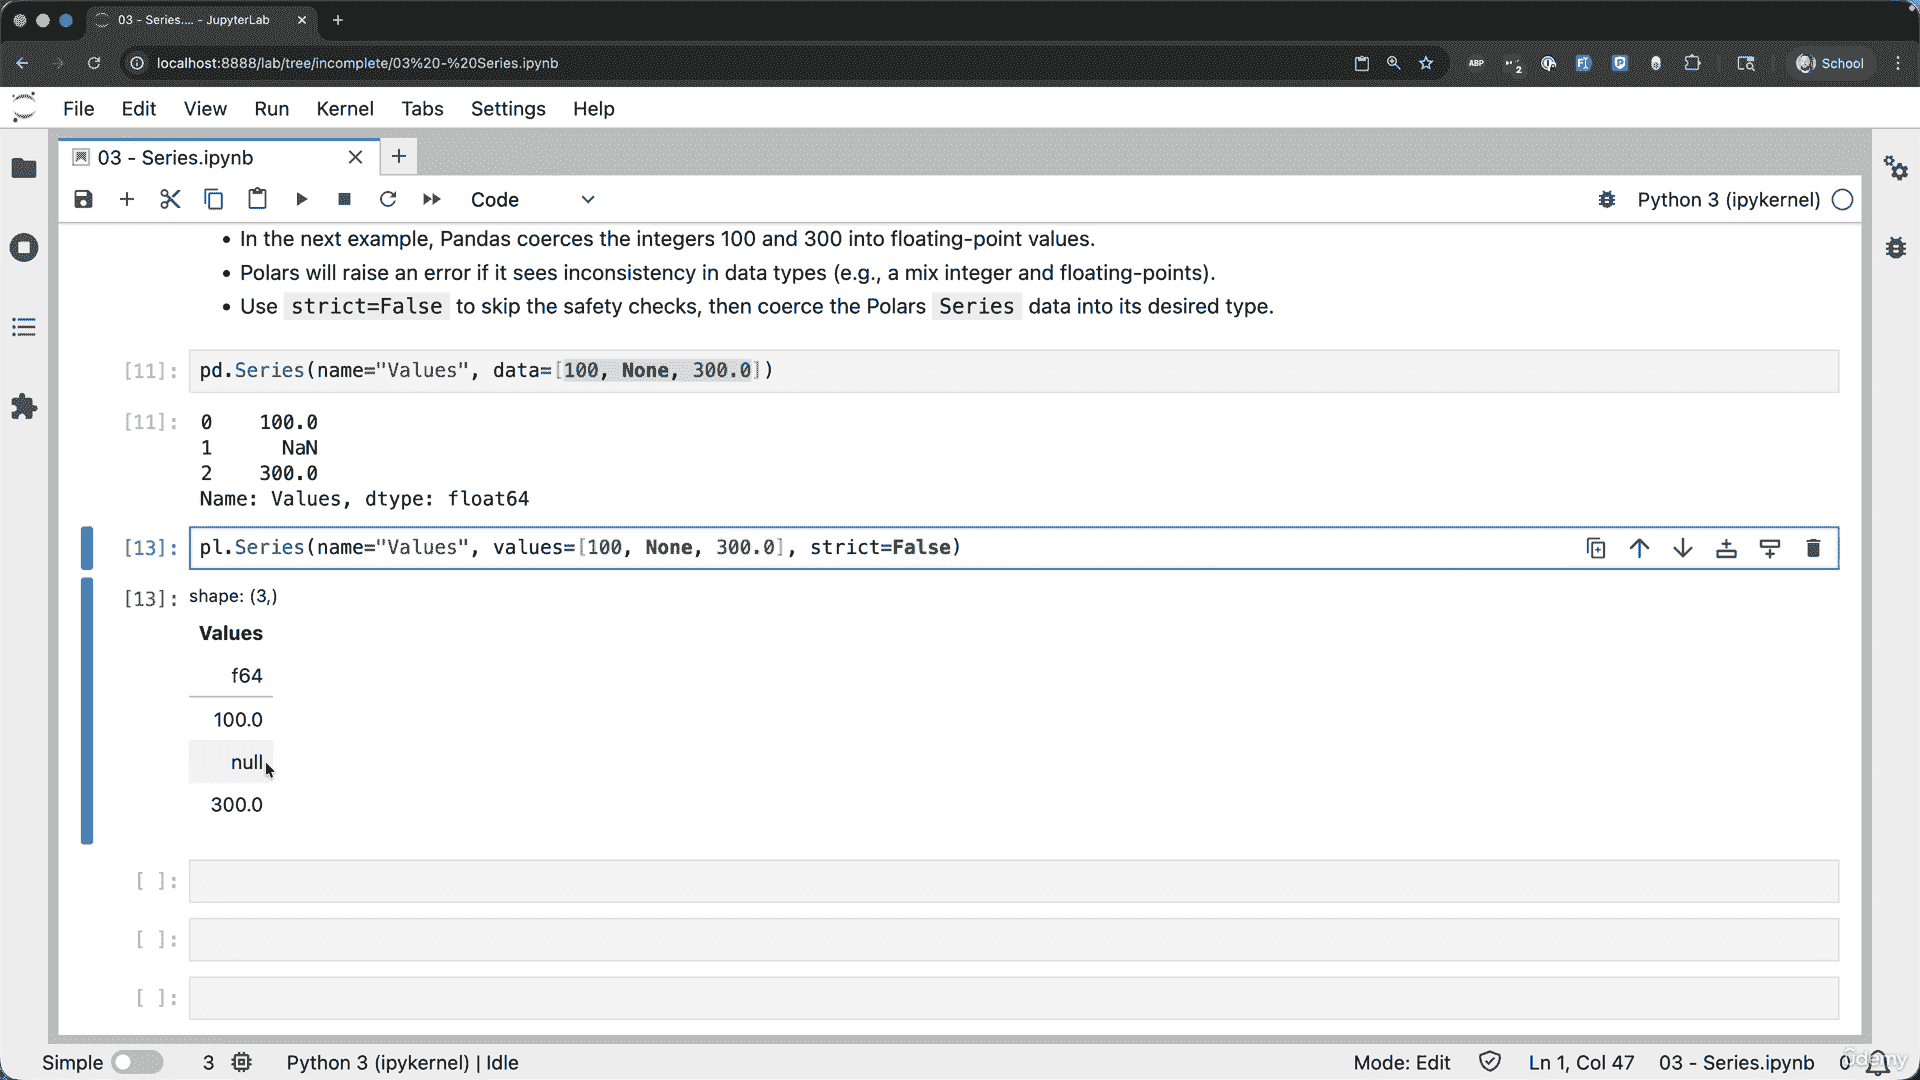 03 - Series.... - JupyterLab
localhost:8888/lab/tree/incomplete/03%20-%20Series.ipynb
ABP
2
School
File Edit View Run Kernel Tabs Settings Help
03 - Series.ipynb
Code
Python 3 (ipykernel)
• In the next example, Pandas coerces the integers 100 and 300 into floating-point values.
• Polars will raise an error if it sees inconsistency in data types (e.g., a mix integer and floating-points).
• Use strict=False to skip the safety checks, then coerce the Polars Series data into its desired type.
[11]: pd.Series(name="Values", data=[100, None, 300.0])
[11]: 0 100.0
1 NaN
2 300.0
Name: Values, dtype: float64
[13]: pl.Series(name="Values", values=[100, None, 300.0], strict=False)
[13]: shape: (3,)
Values
f64
100.0
null
300.0
[ ]:
[ ]:
[ ]:
Simple 3 Python 3 (ipykernel) | Idle Mode: Edit Ln 1, Col 47 03 - Series.ipynb 0
udemy